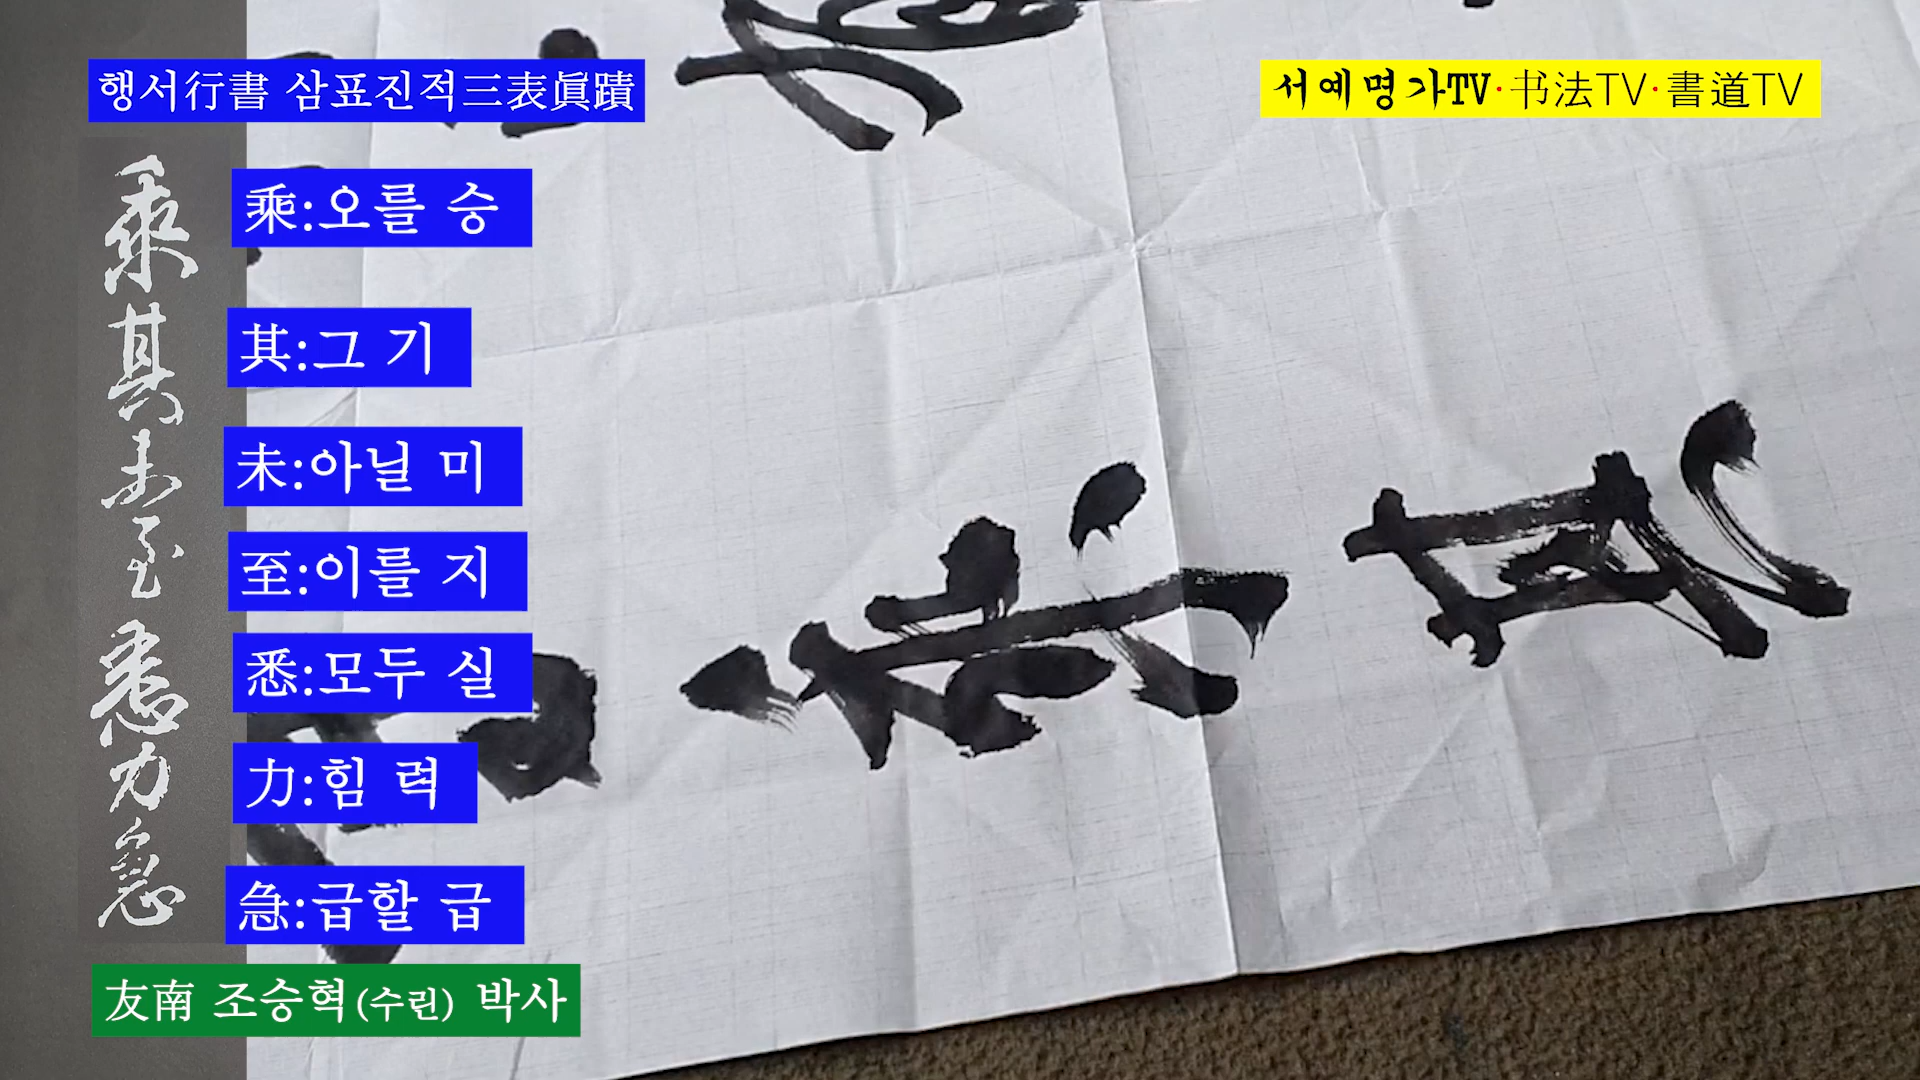 행서行書 삼표진적三表眞蹟
서예명가TV·书法TV·書道TV
乘其未至悉力急
乘:오를 승
其:그 기
未:아닐 미
至:이를 지
悉:모두 실
力:힘 력
急:급할 급
友南 조승혁(수린) 박사